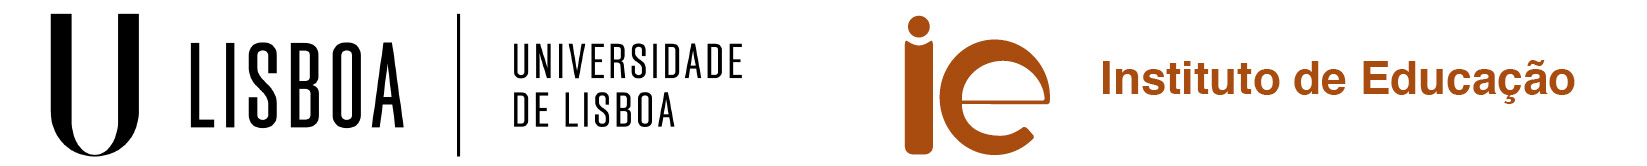 U LISBOA
UNIVERSIDADE
DE LISBOA
ie
Instituto de Educação